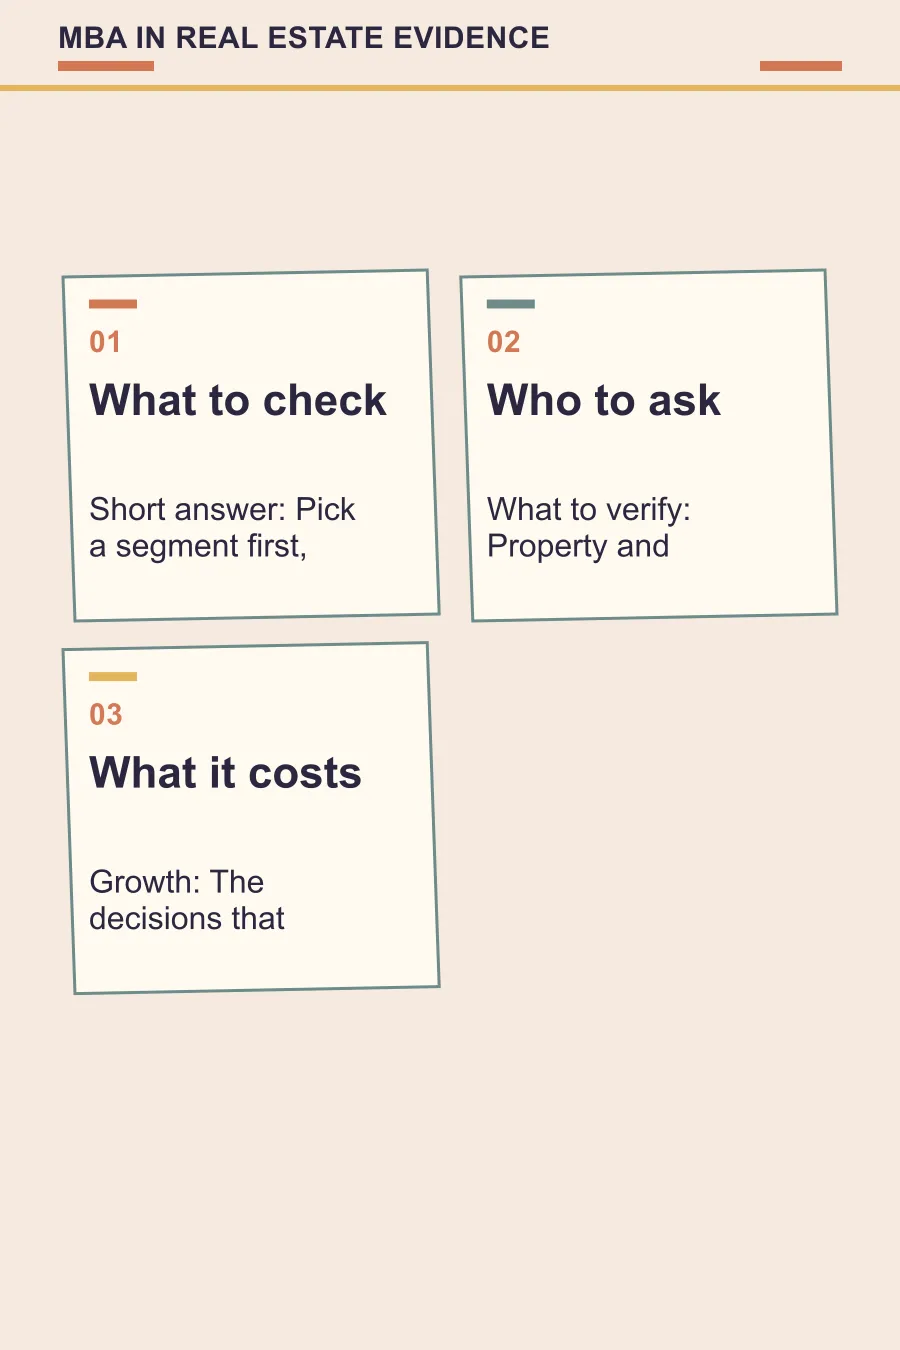 MBA IN REAL ESTATE EVIDENCE
01
What to check
Short answer: Pick
a segment first,
02
Who to ask
What to verify:
Property and
03
What it costs
Growth: The
decisions that